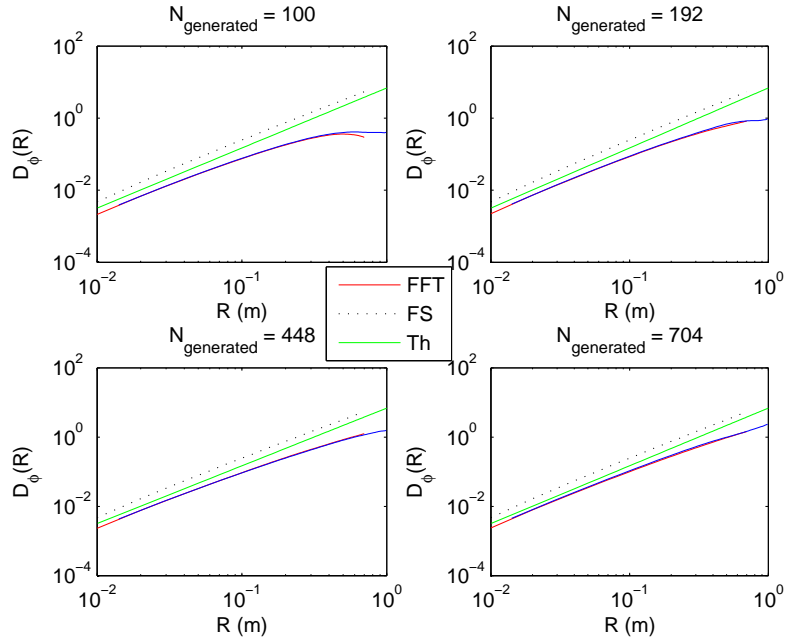 N_generated = 100
10^2
10^0
10^−2
10^−4
D_ϕ(R)
10^−2
10^−1
10^0
R (m)
N_generated = 192
10^2
10^0
10^−2
10^−4
D_ϕ(R)
10^−2
10^−1
10^0
R (m)
FFT
FS
Th
N_generated = 448
10^2
10^0
10^−2
10^−4
D_ϕ(R)
10^−2
10^−1
10^0
R (m)
N_generated = 704
10^2
10^0
10^−2
10^−4
D_ϕ(R)
10^−2
10^−1
10^0
R (m)